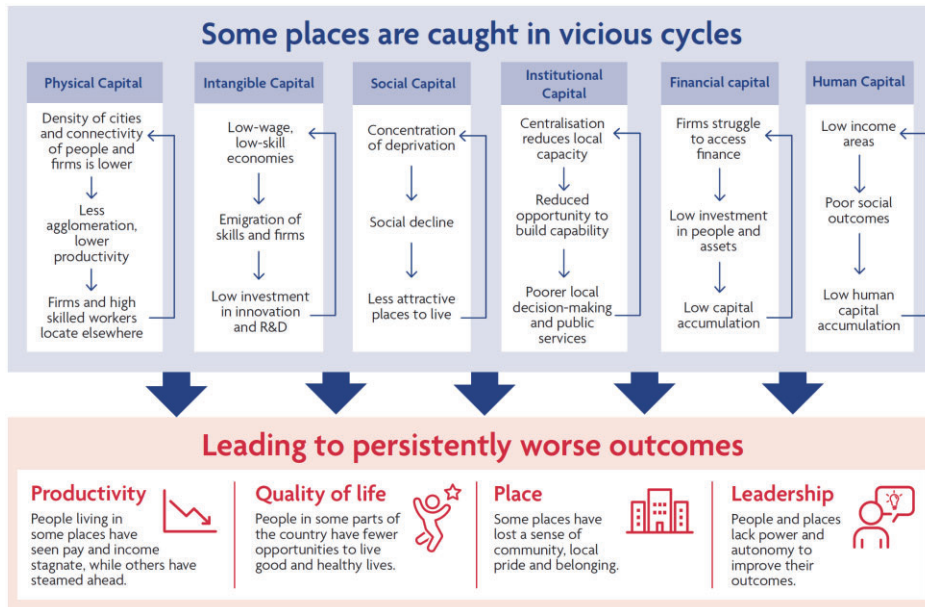 Some places are caught in vicious cycles
Physical Capital
Density of cities
and connectivity
of people and
firms is lower
Less
agglomeration,
lower
productivity
Firms and high
skilled workers
locate elsewhere
Intangible Capital
Low-wage,
low-skill
economies
Emigration of
skills and firms
Low investment
in innovation
and R&D
Social Capital
Concentration
of deprivation
Social decline
Less attractive
places to live
Institutional
Capital
Centralisation
reduces local
capacity
Reduced
opportunity to
build capability
Poorer local
decision-making
and public
services
Financial capital
Firms struggle
to access
finance
Low investment
in people and
assets
Low capital
accumulation
Human Capital
Low income
areas
Poor social
outcomes
Low human
capital
accumulation
Leading to persistently worse outcomes
Productivity
People living in
some places have
seen pay and income
stagnate, while others have
steamed ahead.
Quality of life
People in some parts of
the country have fewer
opportunities to live
good and healthy lives.
Place
Some places have
lost a sense of
community, local
pride and belonging.
Leadership
People and places
lack power and
autonomy to
improve their
outcomes.